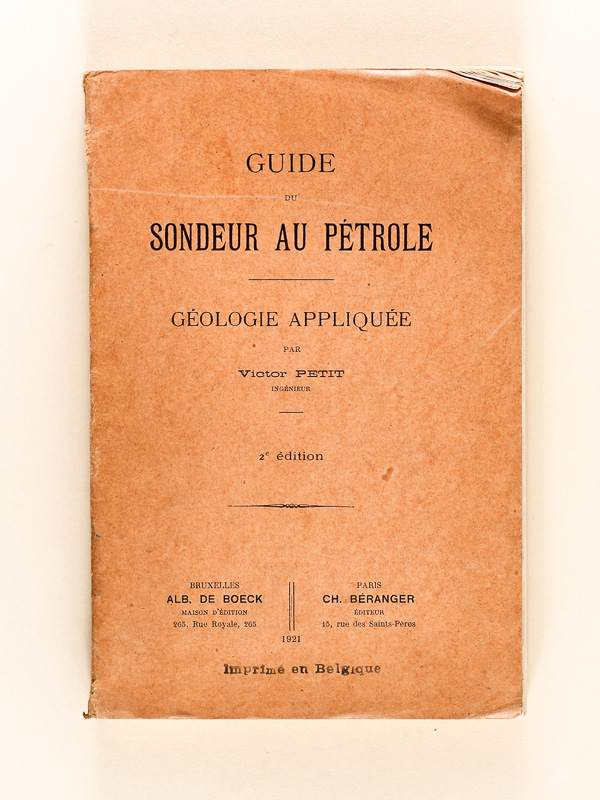 GUIDE
DU
SONDEUR AU PÉTROLE
GÉOLOGIE APPLIQUÉE
PAR
Victor PETIT
INGÉNIEUR
2e édition
BRUXELLES
ALB. DE BOECK
MAISON D'ÉDITION
265, Rue Royale, 265
PARIS
CH. BÉRANGER
ÉDITEUR
15, rue des Saints-Pères
1921
Imprimé en Belgique